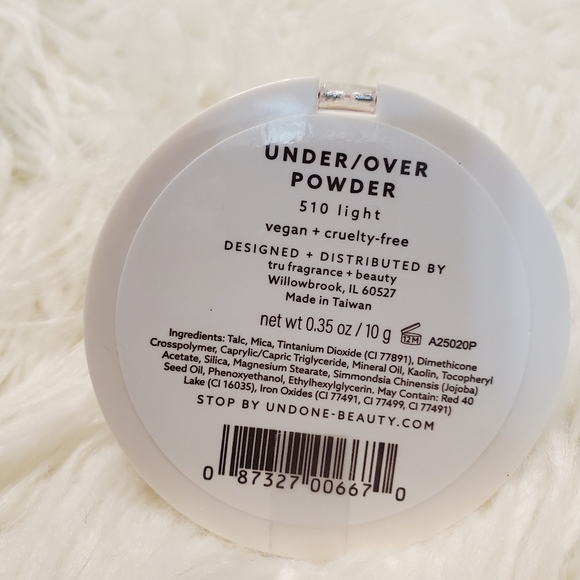 UNDER/OVER
POWDER
510 light
vegan + cruelty-free
DESIGNED + DISTRIBUTED BY
tru fragrance + beauty
Willowbrook, IL 60527
Made in Taiwan
net wt 0.35 oz / 10 g 12M A25020P
Ingredients: Talc, Mica, Tintanium Dioxide (CI 77891), Dimethicone
Crosspolymer, Caprylic/Capric Triglyceride, Mineral Oil, Kaolin, Tocopheryl
Acetate, Silica, Magnesium Stearate, Simmondsia Chinensis (Jojoba)
Seed Oil, Phenoxyethanol, Ethylhexylglycerin. May Contain: Red 40
Lake (CI 16035), Iron Oxides (CI 77491, CI 77499, CI 77491)
STOP BY UNDONE-BEAUTY.COM
0 87327 00667 0